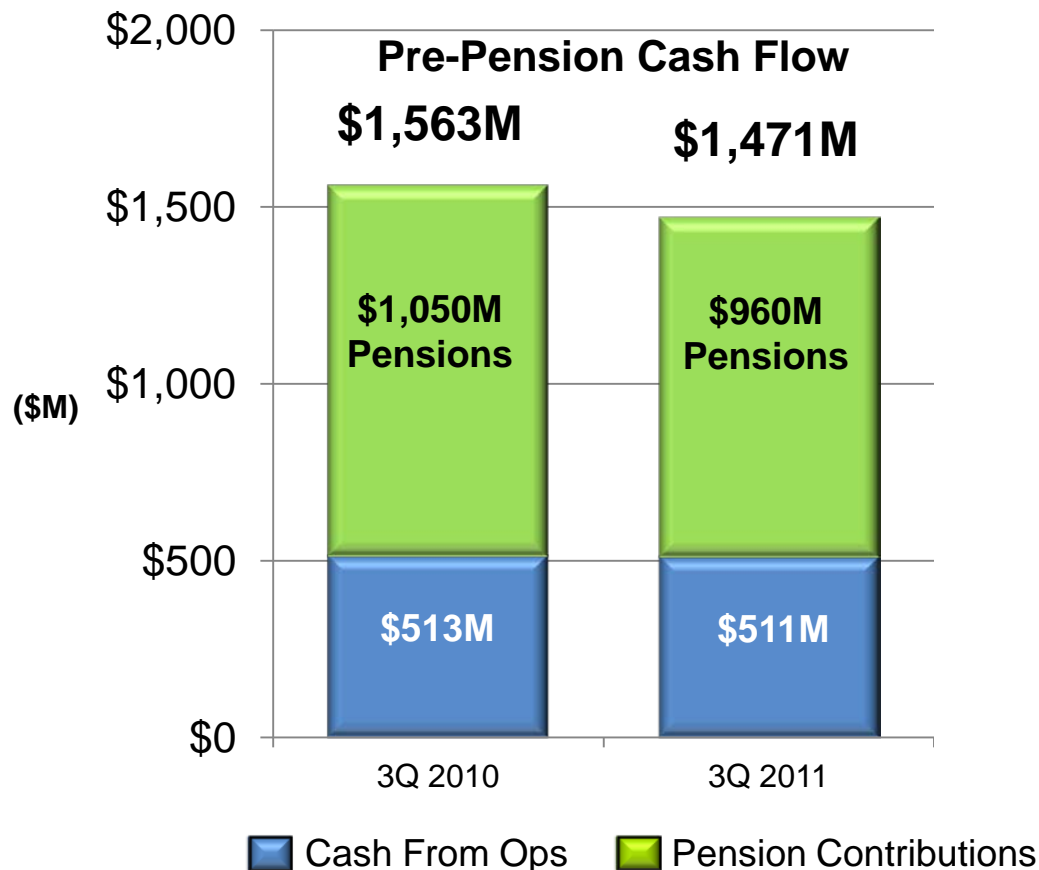 Pre-Pension Cash Flow
$1,563M
$1,471M
$2,000
$1,500
$1,000
$500
$0
($M)
$1,050M
Pensions
$960M
Pensions
$513M
$511M
3Q 2010
3Q 2011
Cash From Ops
Pension Contributions